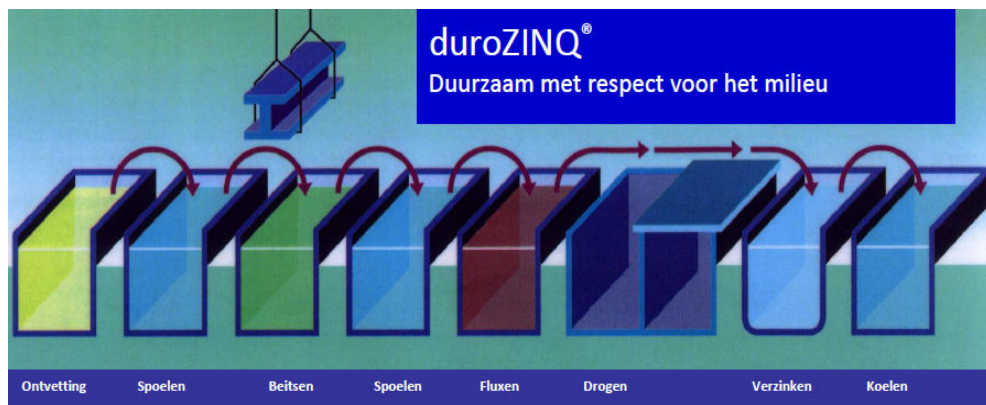 duroZINQ®
Duurzaam met respect voor het milieu
Ontvetting Spoelen Beitsen Spoelen Fluxen Drogen Verzinken Koelen